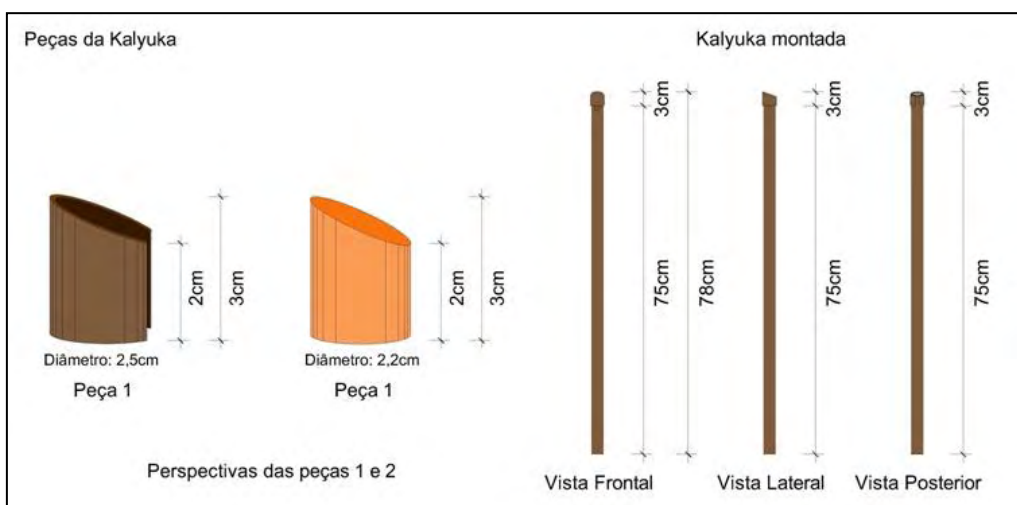 Peças da Kalyuka
Kalyuka montada
2cm
3cm
Diâmetro: 2,5cm
Peça 1
2cm
3cm
Diâmetro: 2,2cm
Peça 1
Perspectivas das peças 1 e 2
3cm
75cm
78cm
Vista Frontal
3cm
75cm
Vista Lateral
3cm
75cm
Vista Posterior